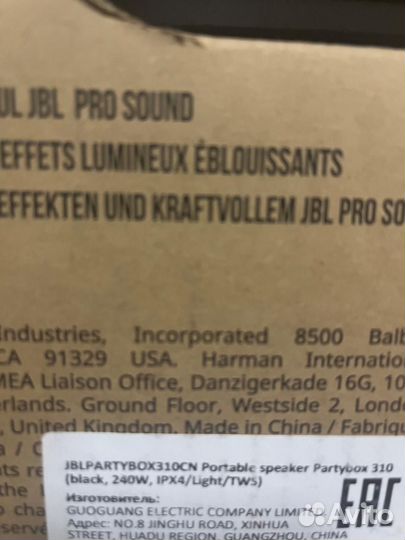 UL JBL PRO SOUND
EFFETS LUMINEUX ÉBLOUISSANTS
EFFEKTEN UND KRAFTVOLLEM JBL PRO SO
Industries, Incorporated 8500 Balb
CA 91329 USA. Harman Internation
MEA Liaison Office, Danzigerkade 16G, 10
erlands. Ground Floor, Westside 2, Londo
, United Kingdom. Made in China / Fabriqu
JBLPARTYBOX310CN Portable speaker Partybox 310
(black, 240W, IPX4/Light/TWS)
Изготовитель:
GUOGUANG ELECTRIC COMPANY LIMITED
Адрес: NO.8 JINGHU ROAD, XINHUA
STREET, HUADU REGION, GUANGZHOU, CHINA
EAC
Avito